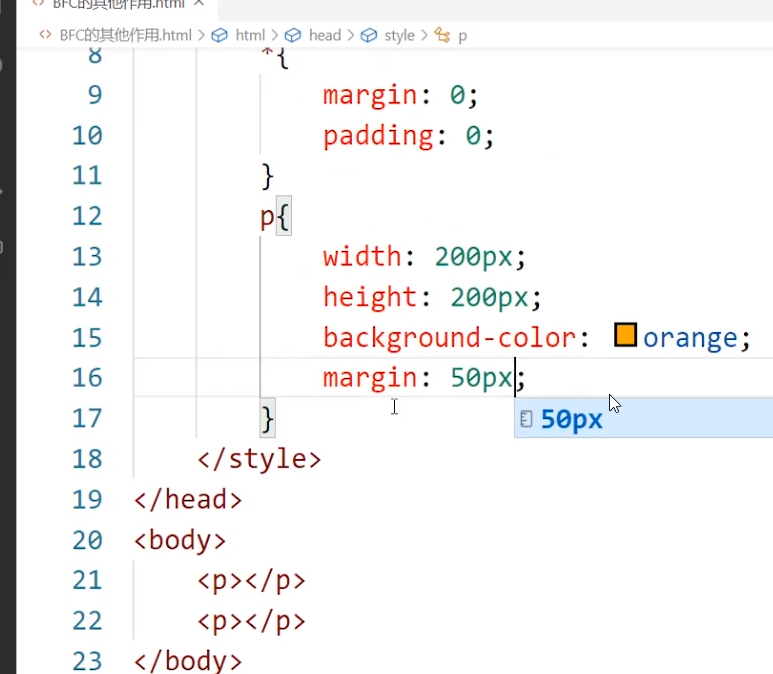 BFC的其他作用.html
BFC的其他作用.html > html > head > style > p
8 *{
9 margin: 0;
10 padding: 0;
11 }
12 p{
13 width: 200px;
14 height: 200px;
15 background-color: orange;
16 margin: 50px;
17 }
50px
18 </style>
19 </head>
20 <body>
21 <p></p>
22 <p></p>
23 </body>